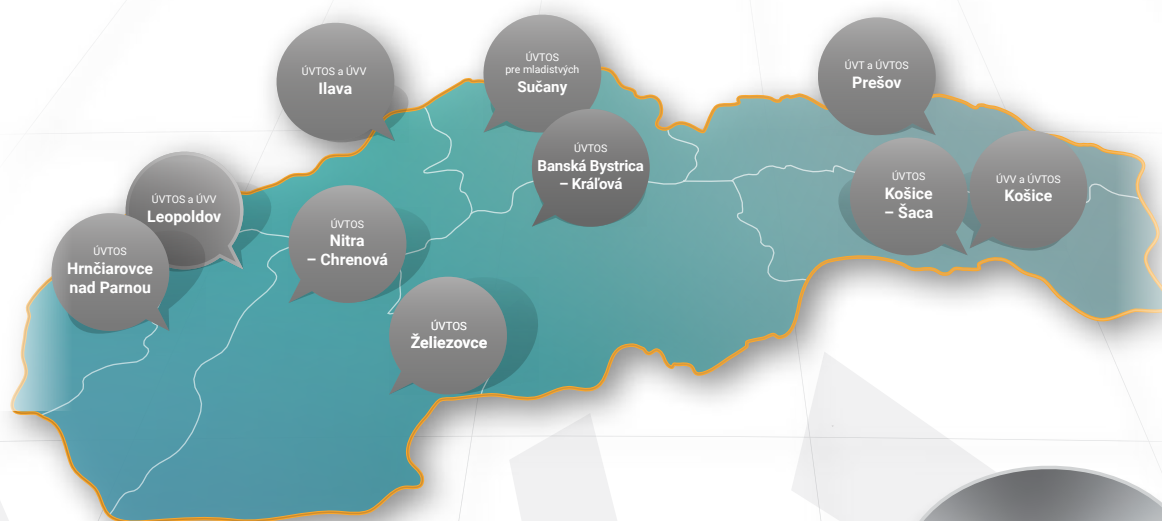 ÚVTOS a ÚVV
Ilava
ÚVTOS
pre mladistvých
Sučany
ÚVT a ÚVTOS
Prešov
ÚVTOS
Banská Bystrica
– Kráľová
ÚVTOS
Košice
– Šaca
ÚVV a ÚVTOS
Košice
ÚVTOS a ÚVV
Leopoldov
ÚVTOS
Nitra
– Chrenová
ÚVTOS
Hrnčiarovce
nad Parnou
ÚVTOS
Želiezovce